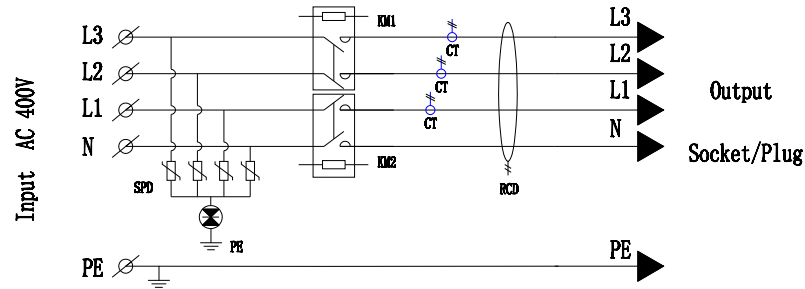 Input AC 400V
L3
L2
L1
N
PE
SPD
PE
KM1
KM2
CT
CT
CT
RCD
L3
L2
L1
N
PE
Output
Socket/Plug